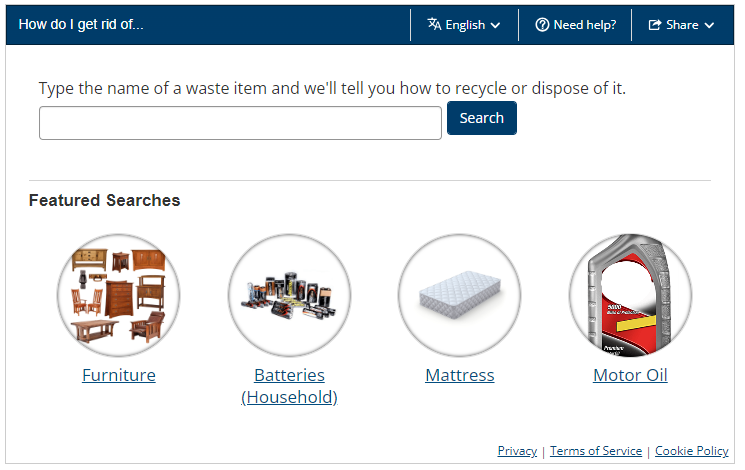 How do I get rid of...
English
Need help?
Share
Type the name of a waste item and we'll tell you how to recycle or dispose of it.
Search
Featured Searches
5000
Premium
Furniture
Batteries
(Household)
Mattress
Motor Oil
Privacy | Terms of Service | Cookie Policy